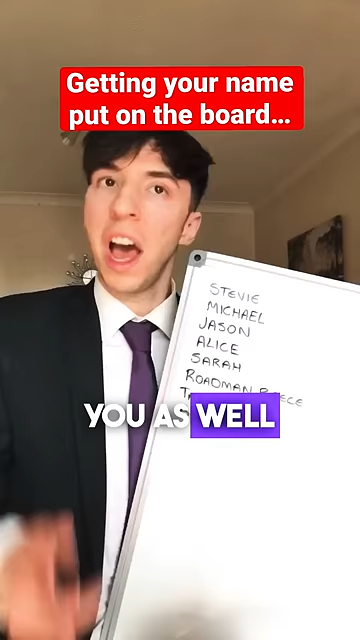 Getting your name
put on the board...
STEVIE
MICHAEL
JASON
ALICE
SARAH
ROADMAN
YOU AS WELL